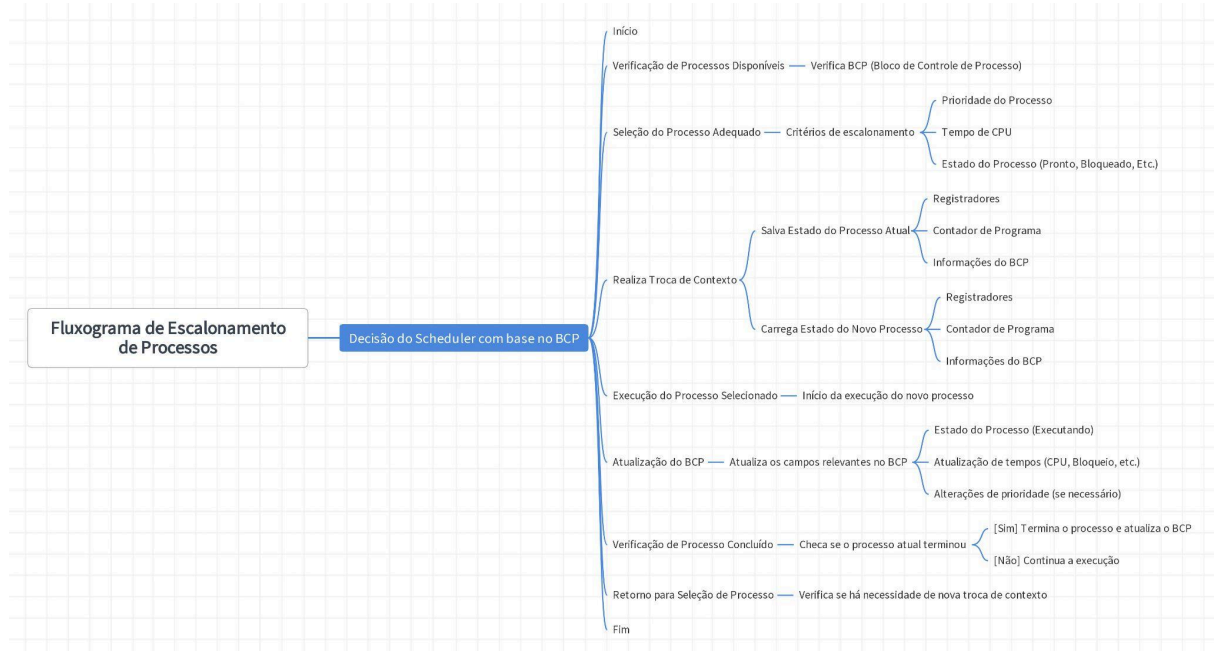 Fluxograma de Escalonamento
de Processos
Decisão do Scheduler com base no BCP
Início
Verificação de Processos Disponíveis
Verifica BCP (Bloco de Controle de Processo)
Seleção do Processo Adequado
Critérios de escalonamento
Prioridade do Processo
Tempo de CPU
Estado do Processo (Pronto, Bloqueado, Etc.)
Realiza Troca de Contexto
Salva Estado do Processo Atual
Registradores
Contador de Programa
Informações do BCP
Carrega Estado do Novo Processo
Registradores
Contador de Programa
Informações do BCP
Execução do Processo Selecionado
Início da execução do novo processo
Atualização do BCP
Atualiza os campos relevantes no BCP
Estado do Processo (Executando)
Atualização de tempos (CPU, Bloqueio, etc.)
Alterações de prioridade (se necessário)
Verificação de Processo Concluído
Checa se o processo atual terminou
[Sim] Termina o processo e atualiza o BCP
[Não] Continua a execução
Retorno para Seleção de Processo
Verifica se há necessidade de nova troca de contexto
Fim